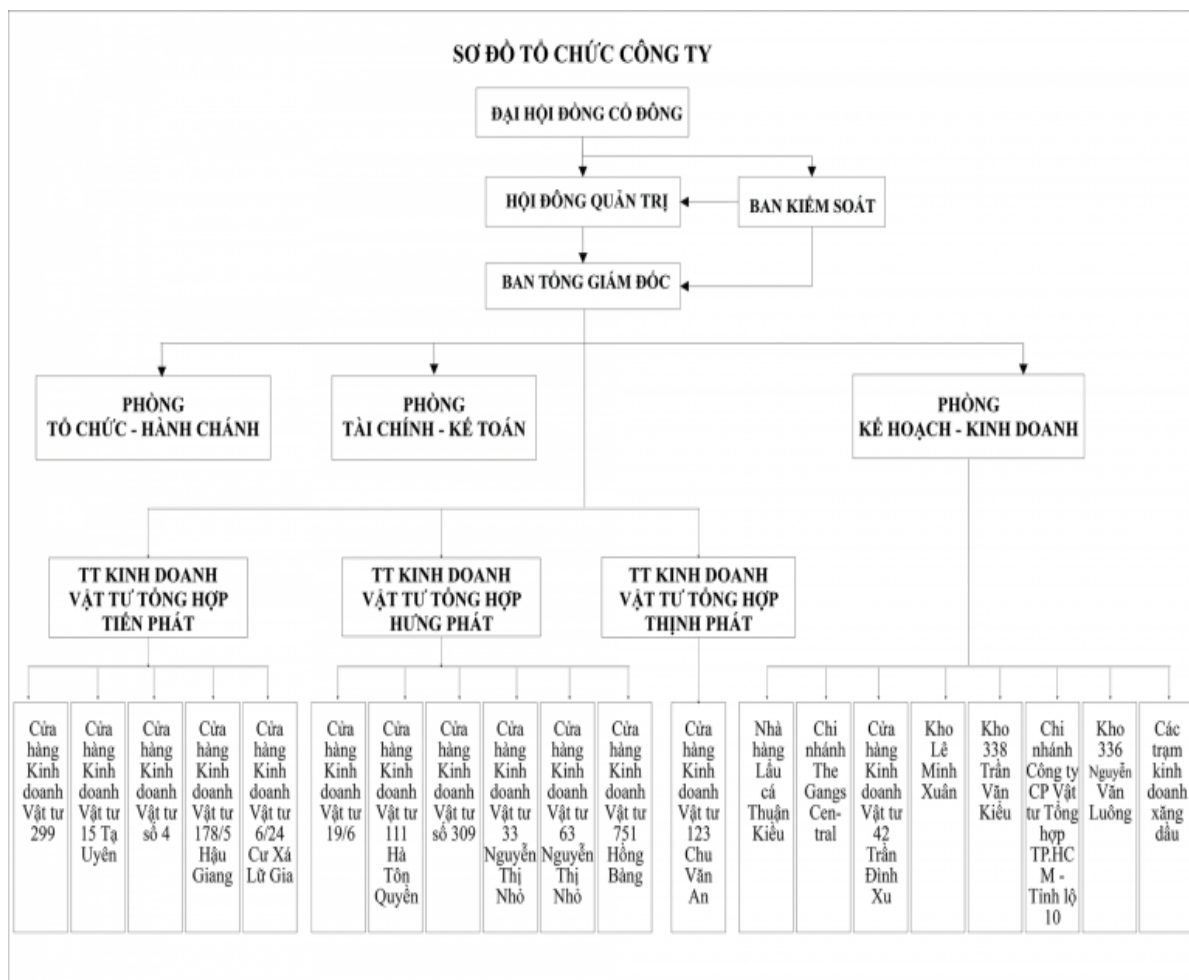 SƠ ĐỒ TỔ CHỨC CÔNG TY
ĐẠI HỘI ĐỒNG CỔ ĐÔNG
HỘI ĐỒNG QUẢN TRỊ
BAN KIỂM SOÁT
BAN TỔNG GIÁM ĐỐC
PHÒNG
TỔ CHỨC - HÀNH CHÁNH
PHÒNG
TÀI CHÍNH - KẾ TOÁN
PHÒNG
KẾ HOẠCH - KINH DOANH
TT KINH DOANH
VẬT TƯ TỔNG HỢP
TIẾN PHÁT
TT KINH DOANH
VẬT TƯ TỔNG HỢP
HƯNG PHÁT
TT KINH DOANH
VẬT TƯ TỔNG HỢP
THỊNH PHÁT
Cửa
hàng
Kinh
doanh
Vật tư
299
Cửa
hàng
Kinh
doanh
Vật tư
15 Tạ
Uyên
Cửa
hàng
Kinh
doanh
Vật tư
số 4
Cửa
hàng
Kinh
doanh
Vật tư
178/5
Hậu
Giang
Cửa
hàng
Kinh
doanh
Vật tư
6/24
Cư Xá
Lữ Gia
Cửa
hàng
Kinh
doanh
Vật tư
19/6
Cửa
hàng
Kinh
doanh
Vật tư
111
Hà
Tôn
Quyền
Cửa
hàng
Kinh
doanh
Vật tư
số 309
Cửa
hàng
Kinh
doanh
Vật tư
33
Nguyễn
Thị
Nhỏ
Cửa
hàng
Kinh
doanh
Vật tư
63
Nguyễn
Thị
Nhỏ
Cửa
hàng
Kinh
doanh
Vật tư
751
Hồng
Bàng
Cửa
hàng
Kinh
doanh
Vật tư
123
Chu
Văn
An
Nhà
hàng
Lẩu
cá
Thuận
Kiều
Chi
nhánh
The
Gangs
Cen-
tral
Cửa
hàng
Kinh
doanh
Vật tư
42
Trần
Đình
Xu
Kho
Lê
Minh
Xuân
Kho
338
Trần
Văn
Kiểu
Chi
nhánh
Công ty
CP Vật
tư Tổng
hợp
TP.HC
M -
Tỉnh lộ
10
Kho
336
Nguyễn
Văn
Luông
Các
trạm
kinh
doanh
xăng
dầu